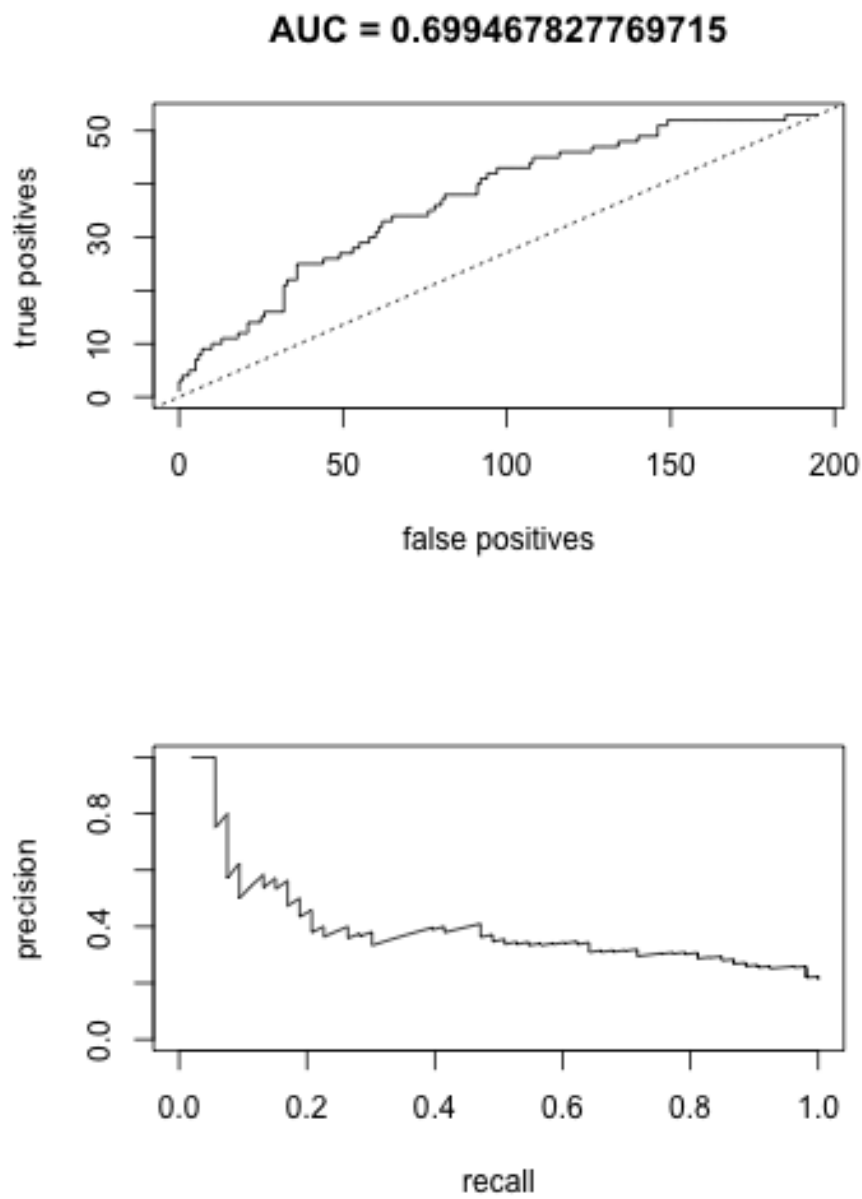 AUC = 0.699467827769715
50
30
10
0
true positives
0 50 100 150 200
false positives
0.8
0.4
0.0
precision
0.0 0.2 0.4 0.6 0.8 1.0
recall